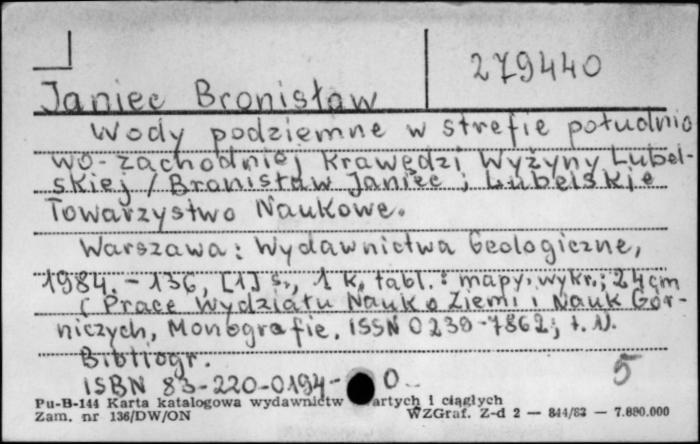 279440
Janiec Bronisław
Wody podziemne w strefie południo
wo-zachodniej Krawędzi Wyżyny Lubel-
skiej / Bronisław Janiec ; Lubelskie
Towarzystwo Naukowe.
Warszawa : Wydawnictwa Geologiczne,
1984. – 136, [1] s., 1 k. tabl. : mapy, wykr. ; 24 cm
( Prace Wydziału Nauk o Ziemi i Nauk Gór-
niczych, Monografie. ISSN 0239-7862 ; t.
Bibliogr.
ISBN 83-220-0194- 0
5
Pu-B-144 Karta katalogowa wydawnictw artych i ciągłych
Zam. nr 136/DW/ON WZGraf. Z-d 2 — 844/83 — 7.880.000